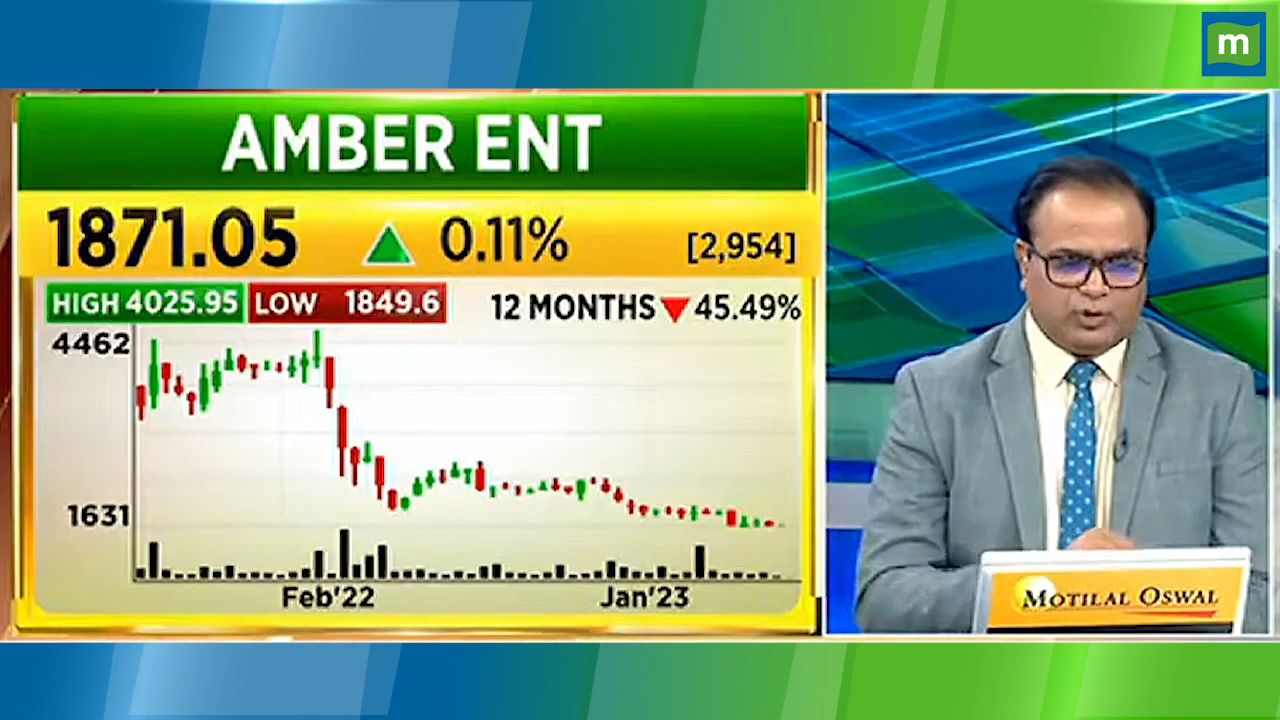 m
AMBER ENT
1871.05 ▲ 0.11% [2,954]
HIGH 4025.95 LOW 1849.6 12 MONTHS ▼ 45.49%
4462
1631
Feb'22 Jan'23
MOTILAL OSWAL